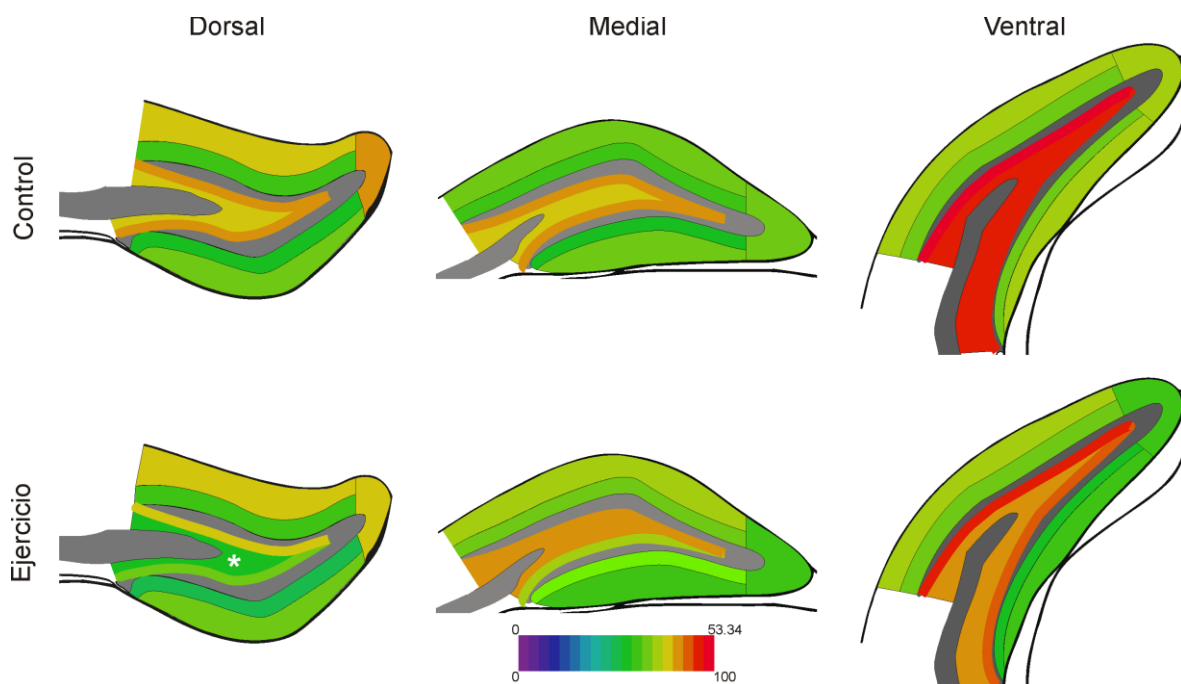 Dorsal
Medial
Ventral
Control
Ejercicio
*
0
53.34
0
100